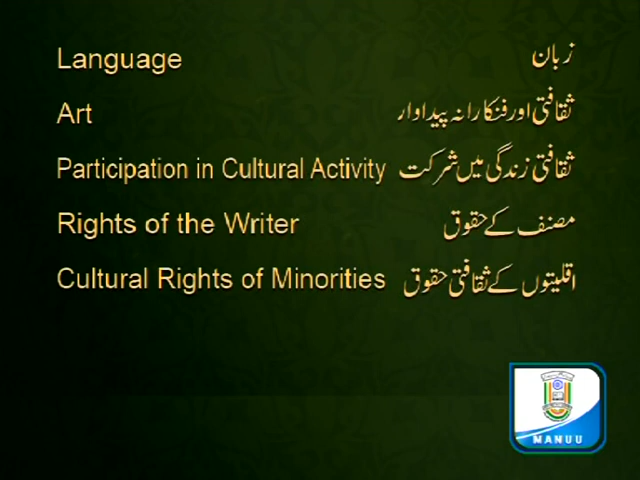 Language زبان
Art ثقافتی اور فنکارانہ پیداوار
Participation in Cultural Activity ثقافتی زندگی میں شرکت
Rights of the Writer مصنف کے حقوق
Cultural Rights of Minorities اقلیتوں کے ثقافتی حقوق
MANUU